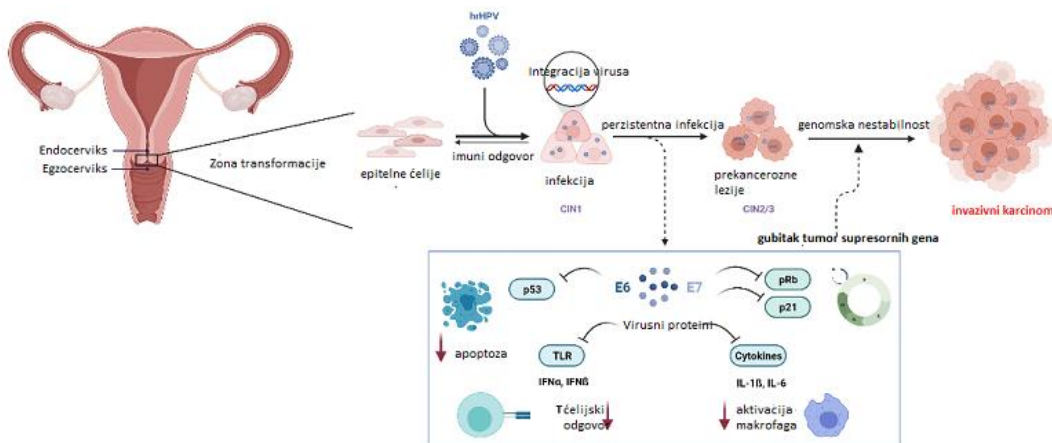 hrHPV
Integracija virusa
Endocerviks
Egzocerviks
Zona transformacije
epitelne ćelije
imuni odgovor
infekcija
CIN1
perzistentna infekcija
prekancerozne
lezije
CIN2/3
genomska nestabilnost
invazivni karcinom
gubitak tumor supresornih gena
p53
E6
E7
pRb
p21
Virusni proteini
apoptoza
TLR
IFNα, IFNß
Tćelijski
odgovor
Cytokines
IL-1ß, IL-6
aktivacija
makrofaga